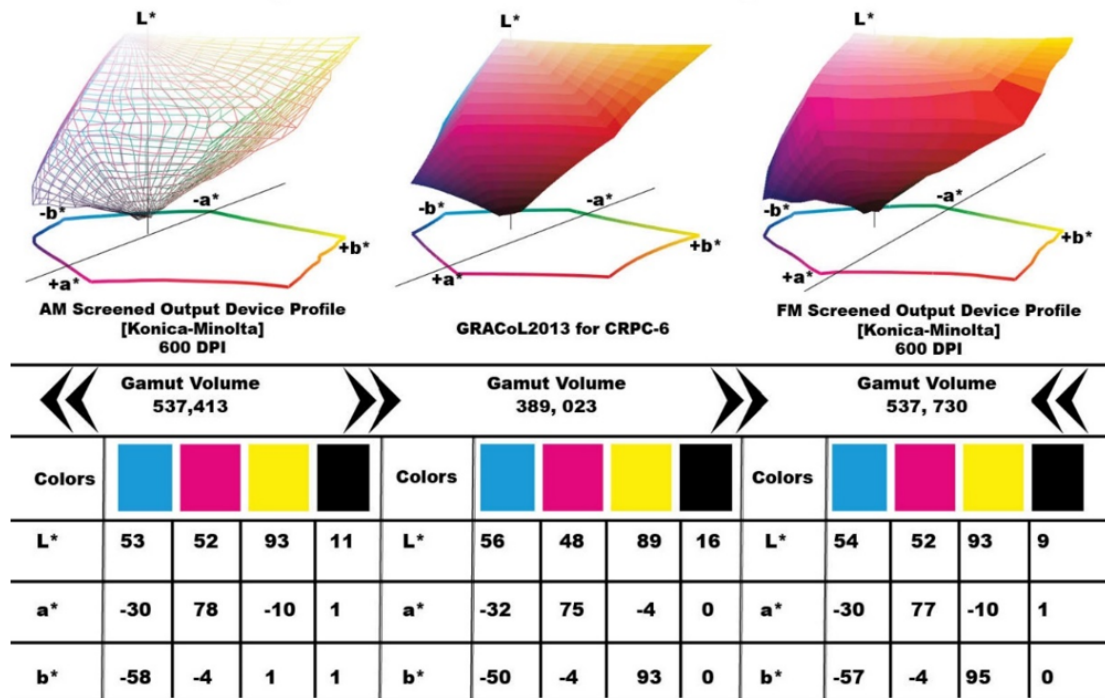 L*
-b*
-a*
+b*
+a*
AM Screened Output Device Profile
[Konica-Minolta]
600 DPI
L*
-b*
-a*
+b*
+a*
GRACoL2013 for CRPC-6
L*
-b*
-a*
+b*
+a*
FM Screened Output Device Profile
[Konica-Minolta]
600 DPI
Gamut Volume
537,413
Gamut Volume
389, 023
Gamut Volume
537, 730
Colors Colors Colors
L* 53 52 93 11 L* 56 48 89 16 L* 54 52 93 9
a* -30 78 -10 1 a* -32 75 -4 0 a* -30 77 -10 1
b* -58 -4 1 1 b* -50 -4 93 0 b* -57 -4 95 0